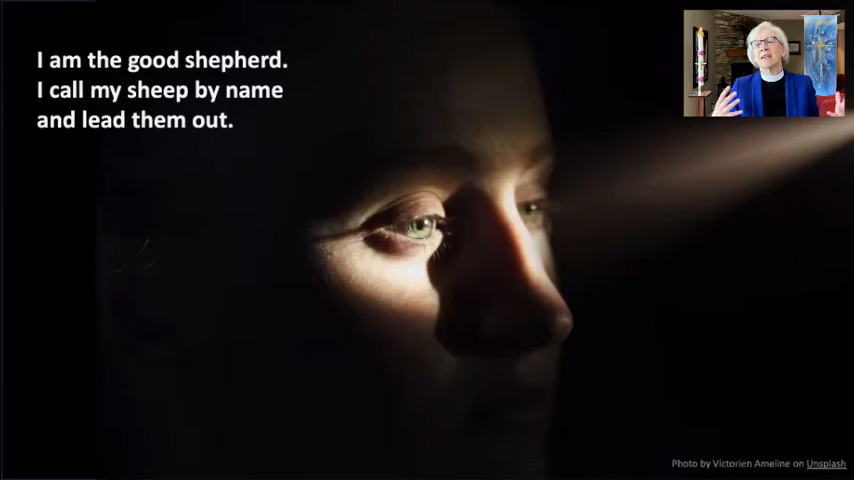 I am the good shepherd.
I call my sheep by name
and lead them out.
Photo by Victorien Ameline on Unsplash